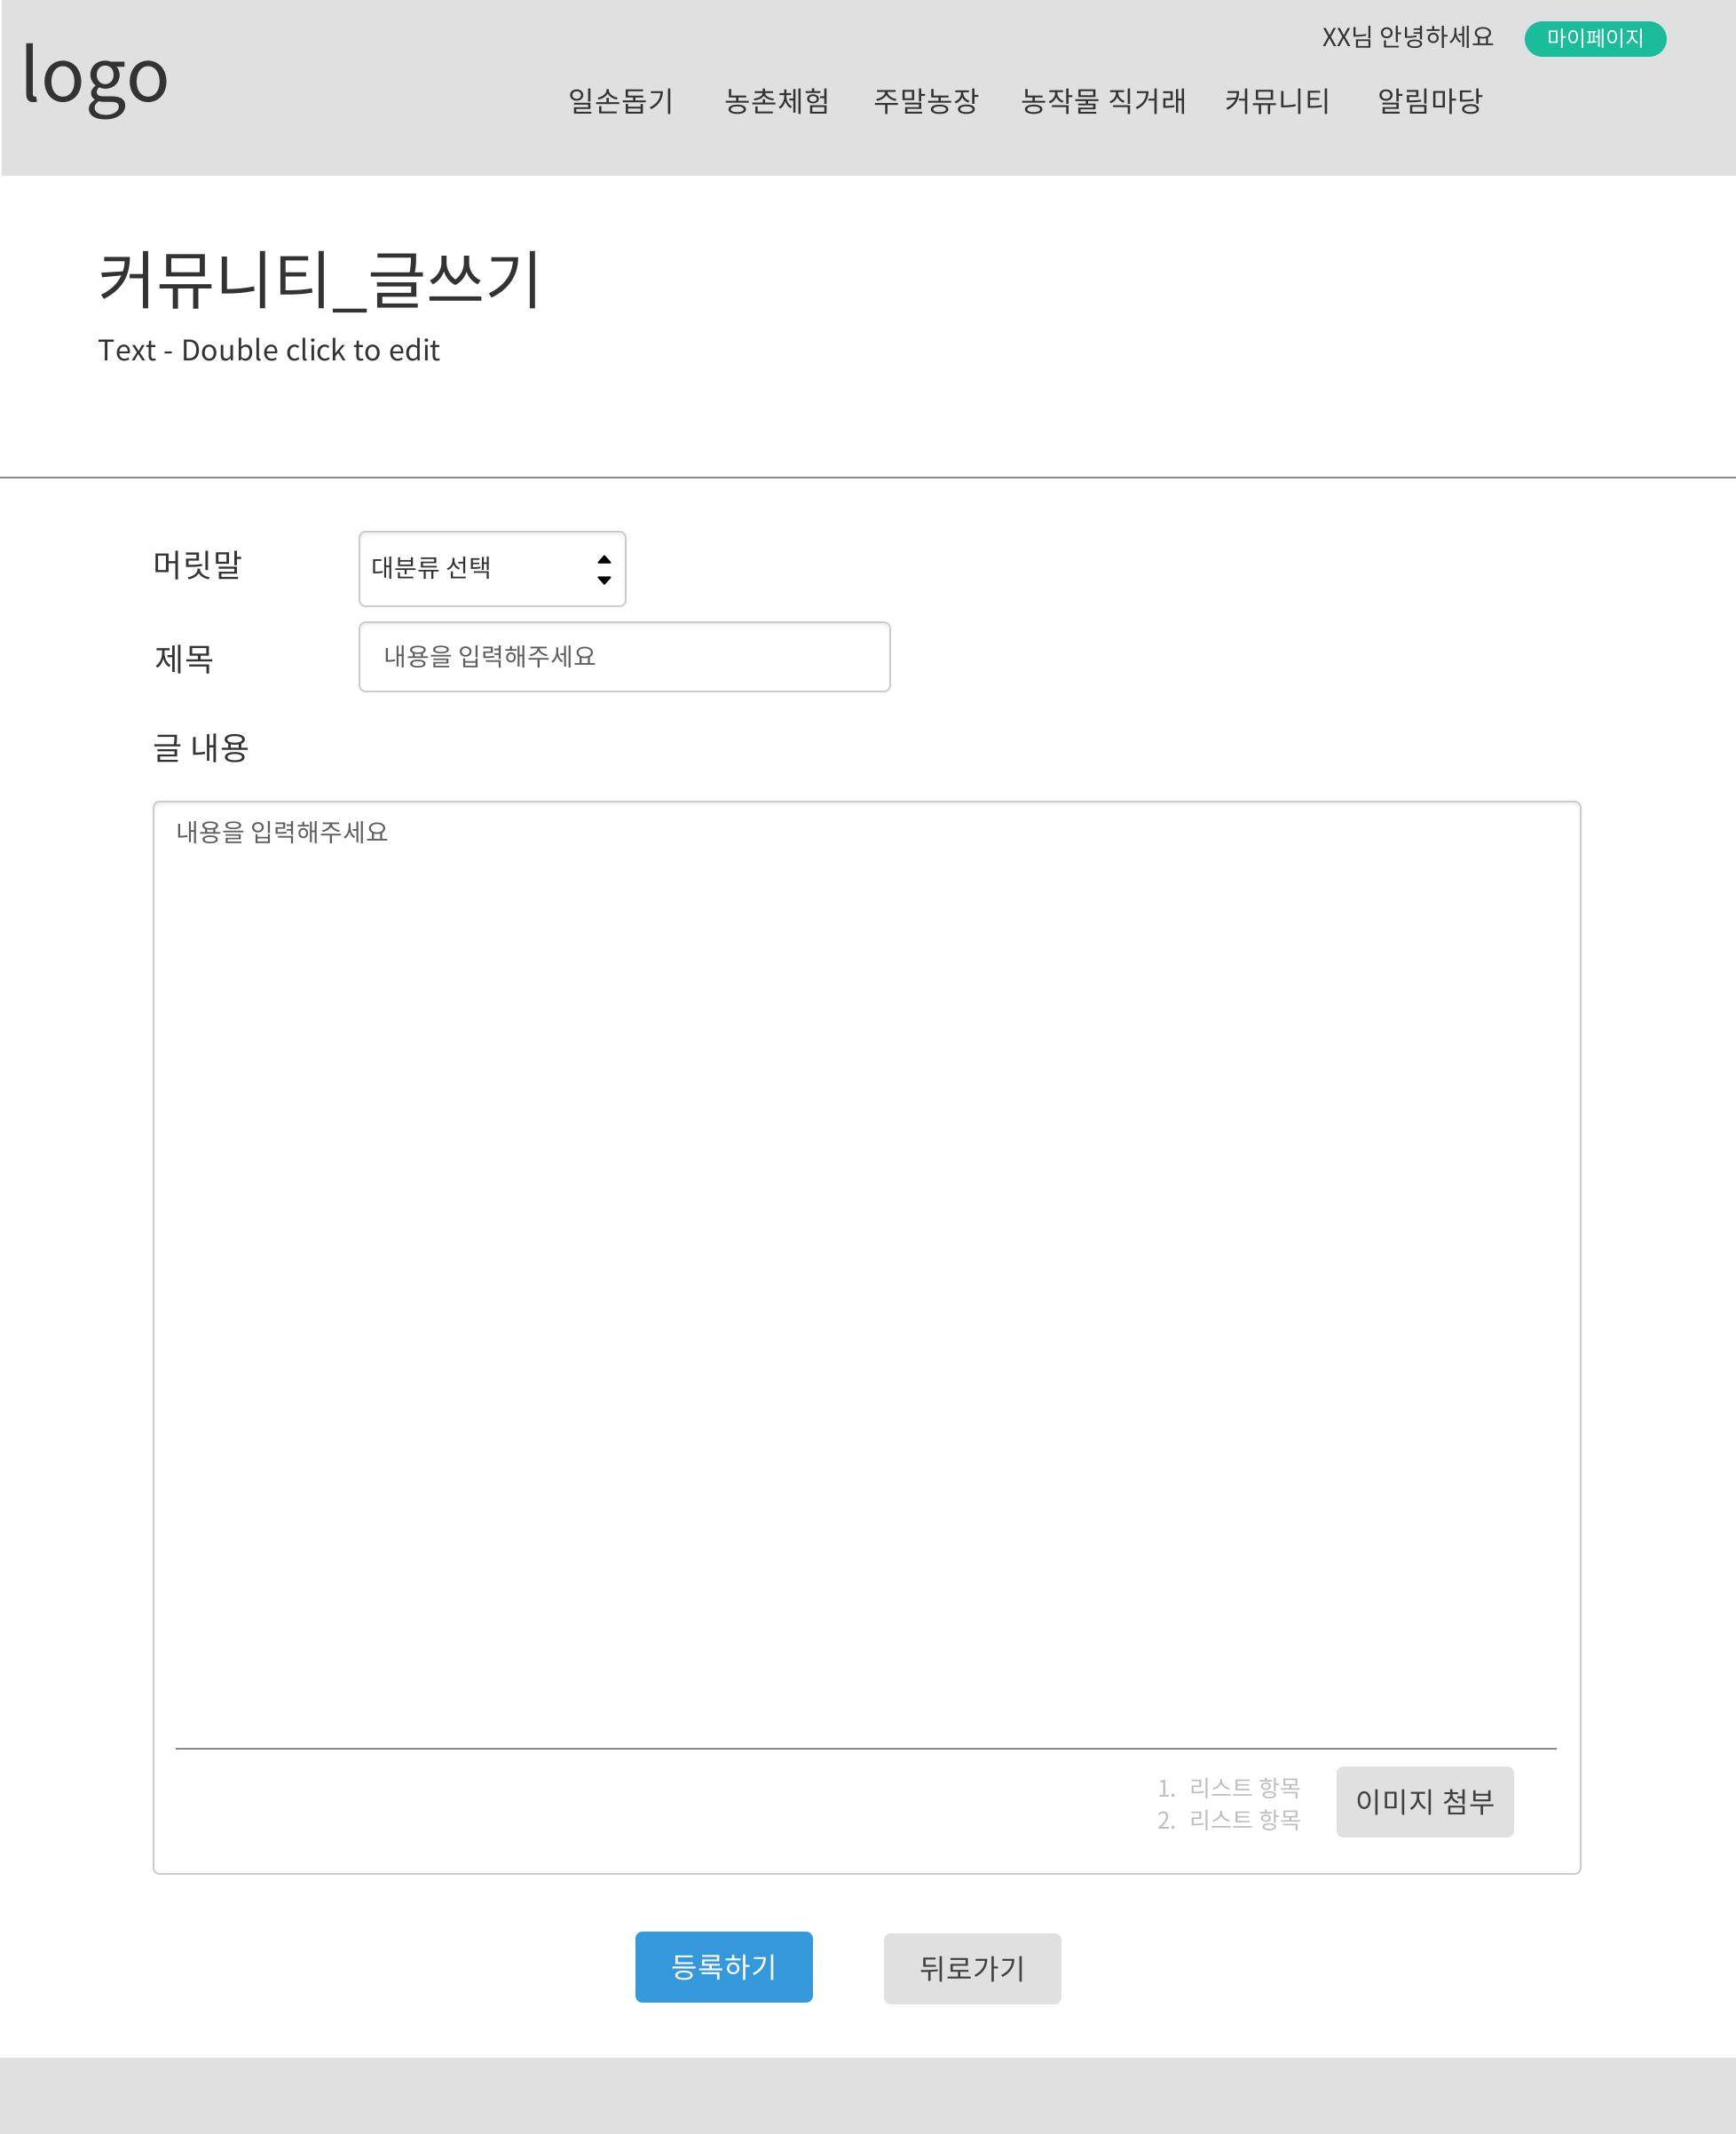 logo
XX님 안녕하세요
마이페이지
일손돕기 농촌체험 주말농장 농작물 직거래 커뮤니티 알림마당
커뮤니티_글쓰기
Text - Double click to edit
머릿말
대분류 선택
제목
내용을 입력해주세요
글 내용
내용을 입력해주세요
1. 리스트 항목
2. 리스트 항목
이미지 첨부
등록하기
뒤로가기